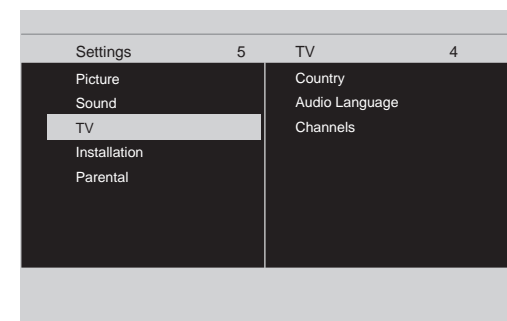 Settings 5 TV 4
Picture Country
Sound Audio Language
TV Channels
Installation
Parental